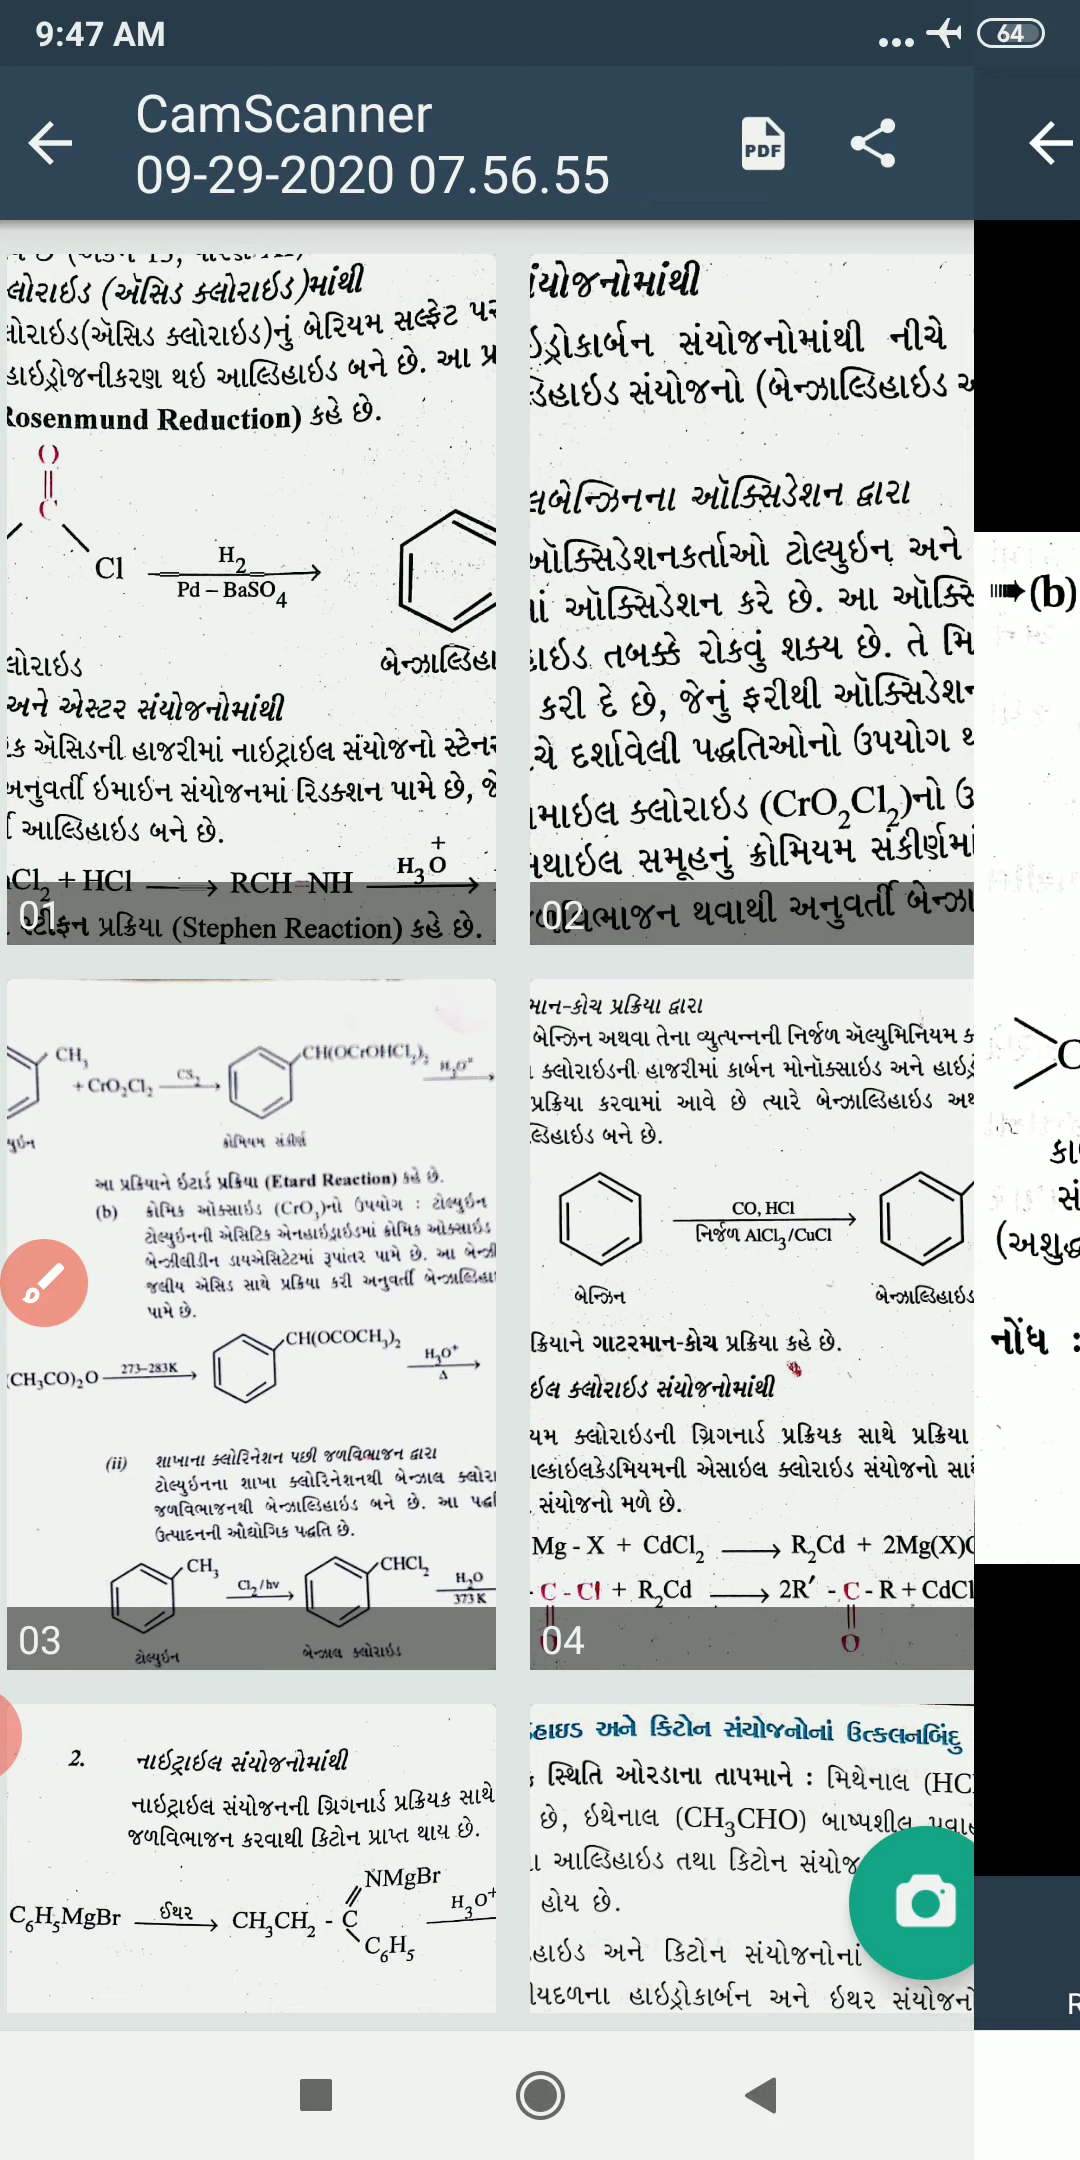 9:47 AM
64
CamScanner
09-29-2020 07.56.55
PDF
લોરાઇડ (ઍસિડ ક્લોરાઇડ)માંથી
લોરાઇડ(ઍસિડ ક્લોરાઇડ)નું બેરિયમ સલ્ફેટ પર
હાઇડ્રોજનીકરણ થઇ આલ્ડિહાઇડ બને છે. આ પ્ર
Rosenmund Reduction) કહે છે.
O
||
C
Cl
H2
Pd – BaSO4
લોરાઇડ
બેન્ઝાલ્ડિહા
અને એસ્ટર સંયોજનોમાંથી
ક ઍસિડની હાજરીમાં નાઇટ્રાઇલ સંયોજનો સ્ટેનર
અનુવર્તી ઇમાઇન સંયોજનમાં રિડક્શન પામે છે, જે
આલ્ડિહાઇડ બને છે.
Cl2 + HCl ⟶ RCH=NH H3O+ ⟶
01
સ્ટીફન પ્રક્રિયા (Stephen Reaction) કહે છે.
સંયોજનોમાંથી
ઇડ્રોકાર્બન સંયોજનોમાંથી નીચે
ડિહાઇડ સંયોજનો (બેન્ઝાલ્ડિહાઇડ અ
લબેન્ઝિનના ઑક્સિડેશન દ્વારા
ઑક્સિડેશનકર્તાઓ ટોલ્યુઇન અને
માં ઑક્સિડેશન કરે છે. આ ઑક્સિ
હાઇડ તબક્કે રોકવું શક્ય છે. તે મિ
કરી દે છે, જેનું ફરીથી ઑક્સિડેશન
ચે દર્શાવેલી પદ્ધતિઓનો ઉપયોગ થ
માઇલ ક્લોરાઇડ (CrO2Cl2)નો ઉ
મિથાઇલ સમૂહનું ક્રોમિયમ સંકીર્ણમાં
02
જળવિભાજન થવાથી અનુવર્તી બેન્ઝા
CH3
+ CrO2Cl2 CS2 ⟶
CH(OCrOHCl2)2
H3O+
યુઇન
ક્રોમિયમ સંકીર્ણ
આ પ્રક્રિયાને ઇટાર્ડ પ્રક્રિયા (Etard Reaction) કહે છે.
(b) ક્રોમિક ઑક્સાઇડ (CrO3)નો ઉપયોગ : ટોલ્યુઇન
ટોલ્યુઇનની એસિટિક એનહાઇડ્રાઇડમાં ક્રોમિક ઓક્સાઇડ
બેન્ઝીલીડીન ડાયએસિટેટમાં રૂપાંતર પામે છે. આ બેન્ઝી
જલીય એસિડ સાથે પ્રક્રિયા કરી અનુવર્તી બેન્ઝાલ્ડિહા
પામે છે.
(CH3CO)2O 273–283K ⟶
CH(OCOCH3)2
H3O+
Δ
(ii) શાખાના ક્લોરિનેશન પછી જળવિભાજન દ્વારા
ટોલ્યુઇનના શાખા ક્લોરિનેશનથી બેન્ઝાલ ક્લોરા
જળવિભાજનથી બેન્ઝાલ્ડિહાઇડ બને છે. આ પદ્ધ
ઉત્પાદનની ઔદ્યોગિક પદ્ધતિ છે.
CH3
Cl2/hv
CHCl2
H2O
373 K
03
ટોલ્યુઇન
બેન્ઝાલ ક્લોરાઇડ
માન-કોચ પ્રક્રિયા દ્વારા
બેન્ઝિન અથવા તેના વ્યુત્પન્નની નિર્જળ ઍલ્યુમિનિયમ ક
ક્લોરાઇડની હાજરીમાં કાર્બન મોનૉક્સાઇડ અને હાઇડ્ર
પ્રક્રિયા કરવામાં આવે છે ત્યારે બેન્ઝાલ્ડિહાઇડ અથ
લ્ડિહાઇડ બને છે.
CO, HCl
નિર્જળ AlCl3/CuCl
બેન્ઝિન
બેન્ઝાલ્ડિહાઇડ
ક્રિયાને ગાટરમાન-કોચ પ્રક્રિયા કહે છે.
ઇલ ક્લોરાઇડ સંયોજનોમાંથી
યમ ક્લોરાઇડની ગ્રિગનાર્ડ પ્રક્રિયક સાથે પ્રક્રિયા
ાલ્કાઇલકેડમિયમની એસાઇલ ક્લોરાઇડ સંયોજનો સાથે
સંયોજનો મળે છે.
Mg - X + CdCl2 ⟶ R2Cd + 2Mg(X)C
- C - Cl + R2Cd ⟶ 2R′ - C - R + CdCl
|| ||
O O
04
2. નાઇટ્રાઇલ સંયોજનોમાંથી
નાઇટ્રાઇલ સંયોજનની ગ્રિગનાર્ડ પ્રક્રિયક સાથે
જળવિભાજન કરવાથી કિટોન પ્રાપ્ત થાય છે.
NMgBr
C6H5MgBr ઈથર ⟶ CH3CH2 - C H3O+
C6H5
હાઇડ અને કિટોન સંયોજનોનાં ઉત્કલનબિંદુ
સ્થિતિ ઓરડાના તાપમાને : મિથેનાલ (HC
છે, ઇથેનાલ (CH3CHO) બાષ્પશીલ પ્રવાહ
આલ્ડિહાઇડ તથા કિટોન સંયોજ
હોય છે.
હાઇડ અને કિટોન સંયોજનોનાં
ીયદળના હાઇડ્રોકાર્બન અને ઇથર સંયોજનો
(b)
C
કા
સં
(અશુદ્ધ
નોંધ :
R